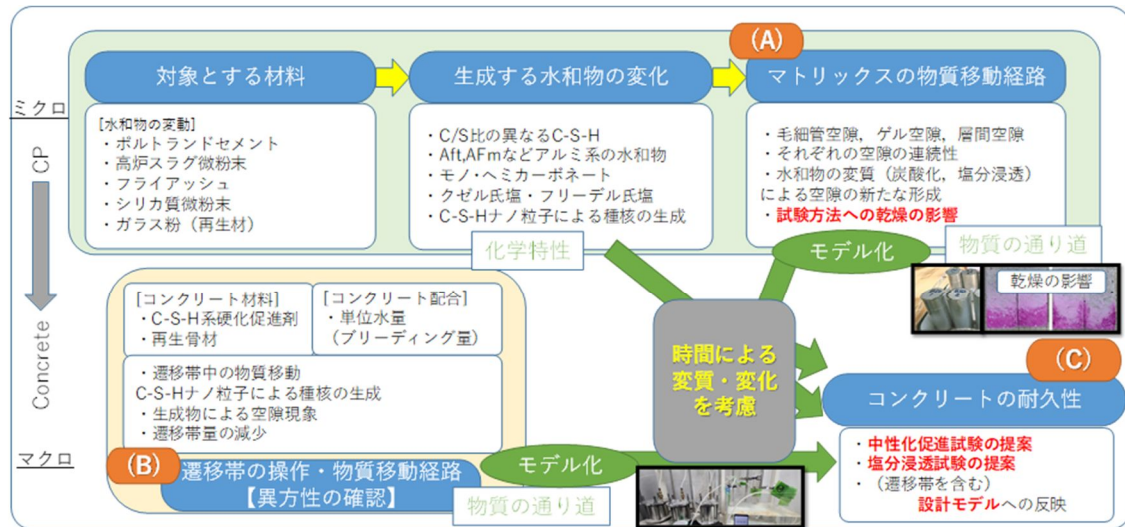 (A)
対象とする材料
生成する水和物の変化
マトリックスの物質移動経路
ミクロ
CP
Concrete
マクロ
[水和物の変動]
・ポルトランドセメント
・高炉スラグ微粉末
・フライアッシュ
・シリカ質微粉末
・ガラス粉（再生材）
・C/S比の異なるC-S-H
・Aft,AFmなどアルミ系の水和物
・モノ・ヘミカーボネート
・クゼル氏塩・フリーデル氏塩
・C-S-Hナノ粒子による種核の生成
・毛細管空隙，ゲル空隙，層間空隙
・それぞれの空隙の連続性
・水和物の変質（炭酸化，塩分浸透）
による空隙の新たな形成
・試験方法への乾燥の影響
化学特性
モデル化
物質の通り道
乾燥の影響
[コンクリート材料]
・C-S-H系硬化促進剤
・再生骨材
[コンクリート配合]
・単位水量
（ブリーディング量）
・遷移帯中の物質移動
C-S-Hナノ粒子による種核の生成
・生成物による空隙現象
・遷移帯量の減少
(B)
遷移帯の操作・物質移動経路
【異方性の確認】
モデル化
物質の通り道
時間による
変質・変化
を考慮
(C)
コンクリートの耐久性
・中性化促進試験の提案
・塩分浸透試験の提案
・（遷移帯を含む）
設計モデルへの反映